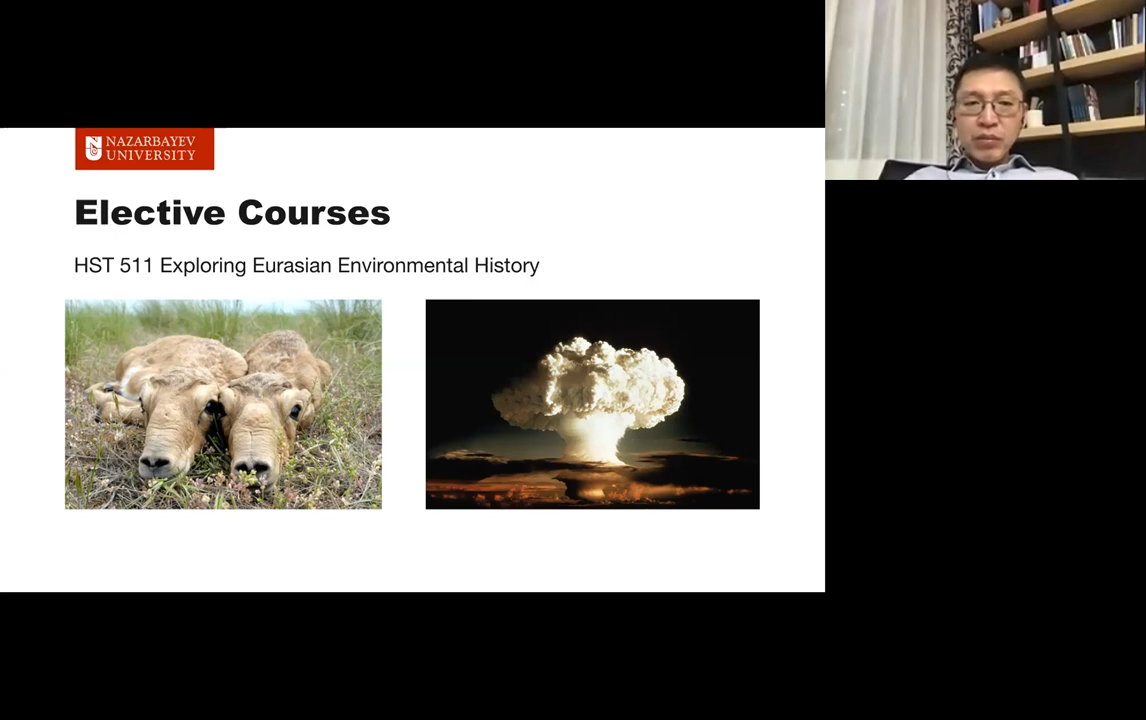 NAZARBAYEV
UNIVERSITY
Elective Courses
HST 511 Exploring Eurasian Environmental History